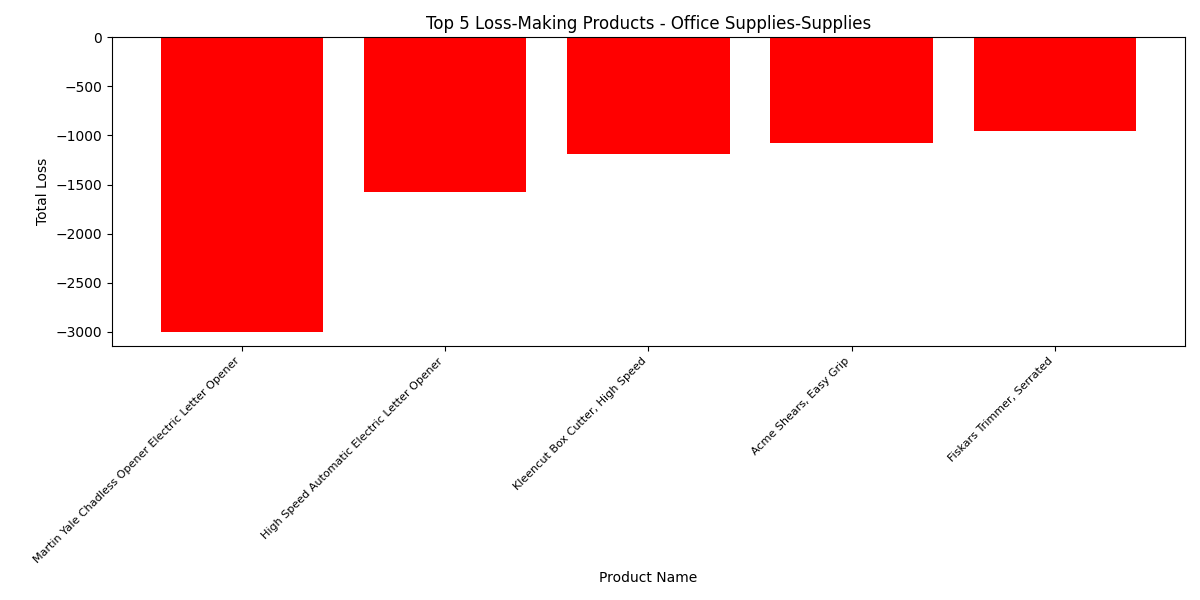 Top 5 Loss-Making Products - Office Supplies-Supplies
Total Loss
0
−500
−1000
−1500
−2000
−2500
−3000
Martin Yale Chadless Opener Electric Letter Opener
High Speed Automatic Electric Letter Opener
Kleencut Box Cutter, High Speed
Acme Shears, Easy Grip
Fiskars Trimmer, Serrated
Product Name